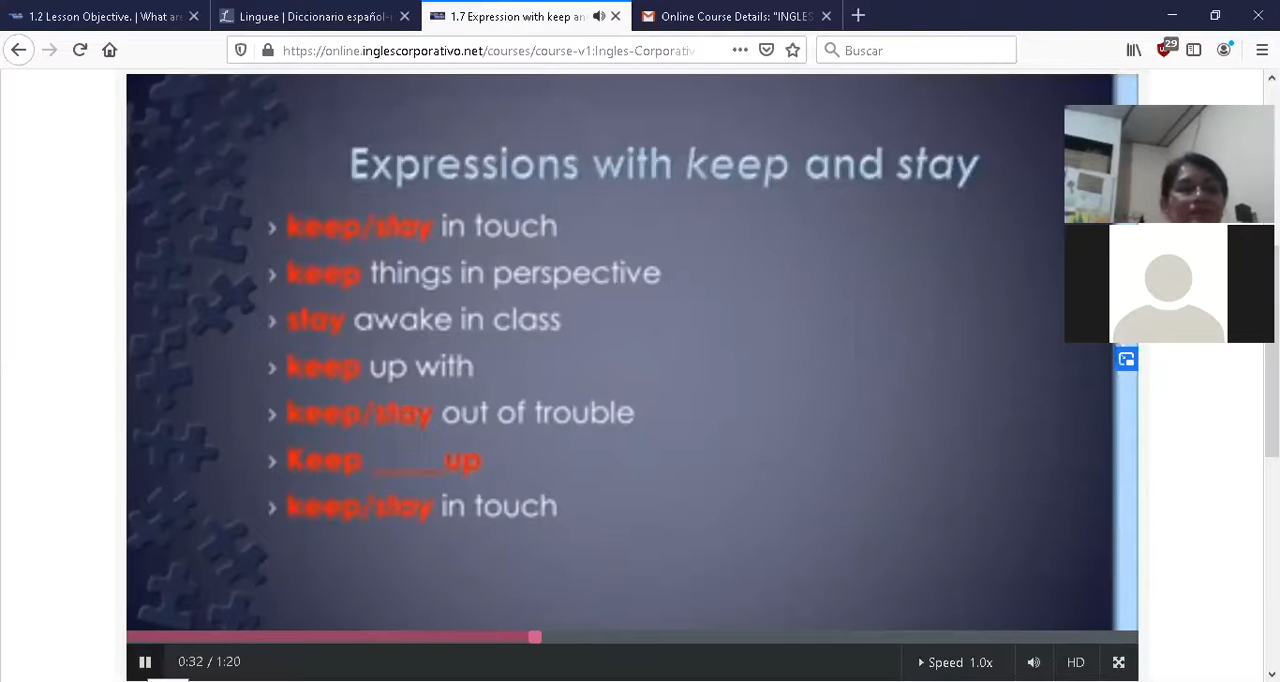 1.2 Lesson Objective. | What are
Linguee | Diccionario español-
1.7 Expression with keep an
Online Course Details: "INGLES
https://online.inglescorporativo.net/courses/course-v1:Ingles-Corporativ
Buscar
29
Expressions with keep and stay
keep/stay in touch
keep things in perspective
stay awake in class
keep up with
keep/stay out of trouble
Keep _____up
keep/stay in touch
0:32 / 1:20
Speed 1.0x
HD